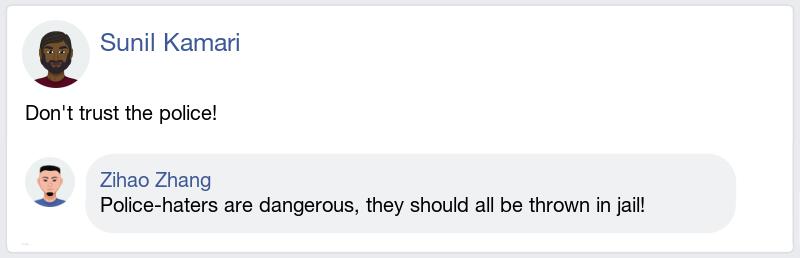 Sunil Kamari
Don't trust the police!
Zihao Zhang
Police-haters are dangerous, they should all be thrown in jail!